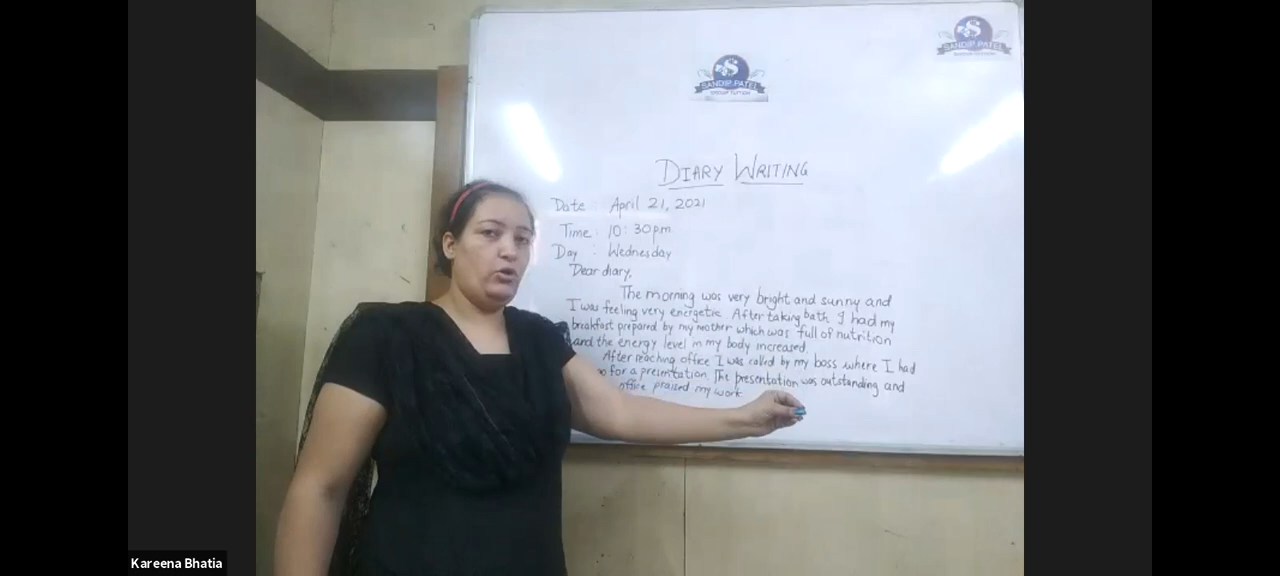 SANDIP PATEL
SANDIP PATEL
GROUP TUITION
DIARY WRITING
Date : April 21, 2021
Time : 10:30pm
Day : Wednesday
Dear diary,
The morning was very bright and sunny and
I was feeling very energetic. After taking bath I had my
breakfast prepared by my mother which was full of nutrition
and the energy level in my body increased.
After reaching office I was called by my boss where I had
for a presentation. The presentation was outstanding and
office praised my work
Kareena Bhatia